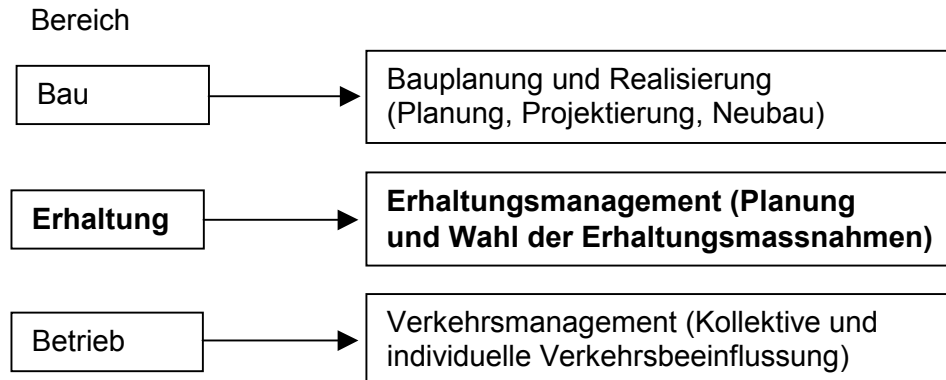 Bereich
Bau
Bauplanung und Realisierung
(Planung, Projektierung, Neubau)
Erhaltung
Erhaltungsmanagement (Planung
und Wahl der Erhaltungsmassnahmen)
Betrieb
Verkehrsmanagement (Kollektive und
individuelle Verkehrsbeeinflussung)